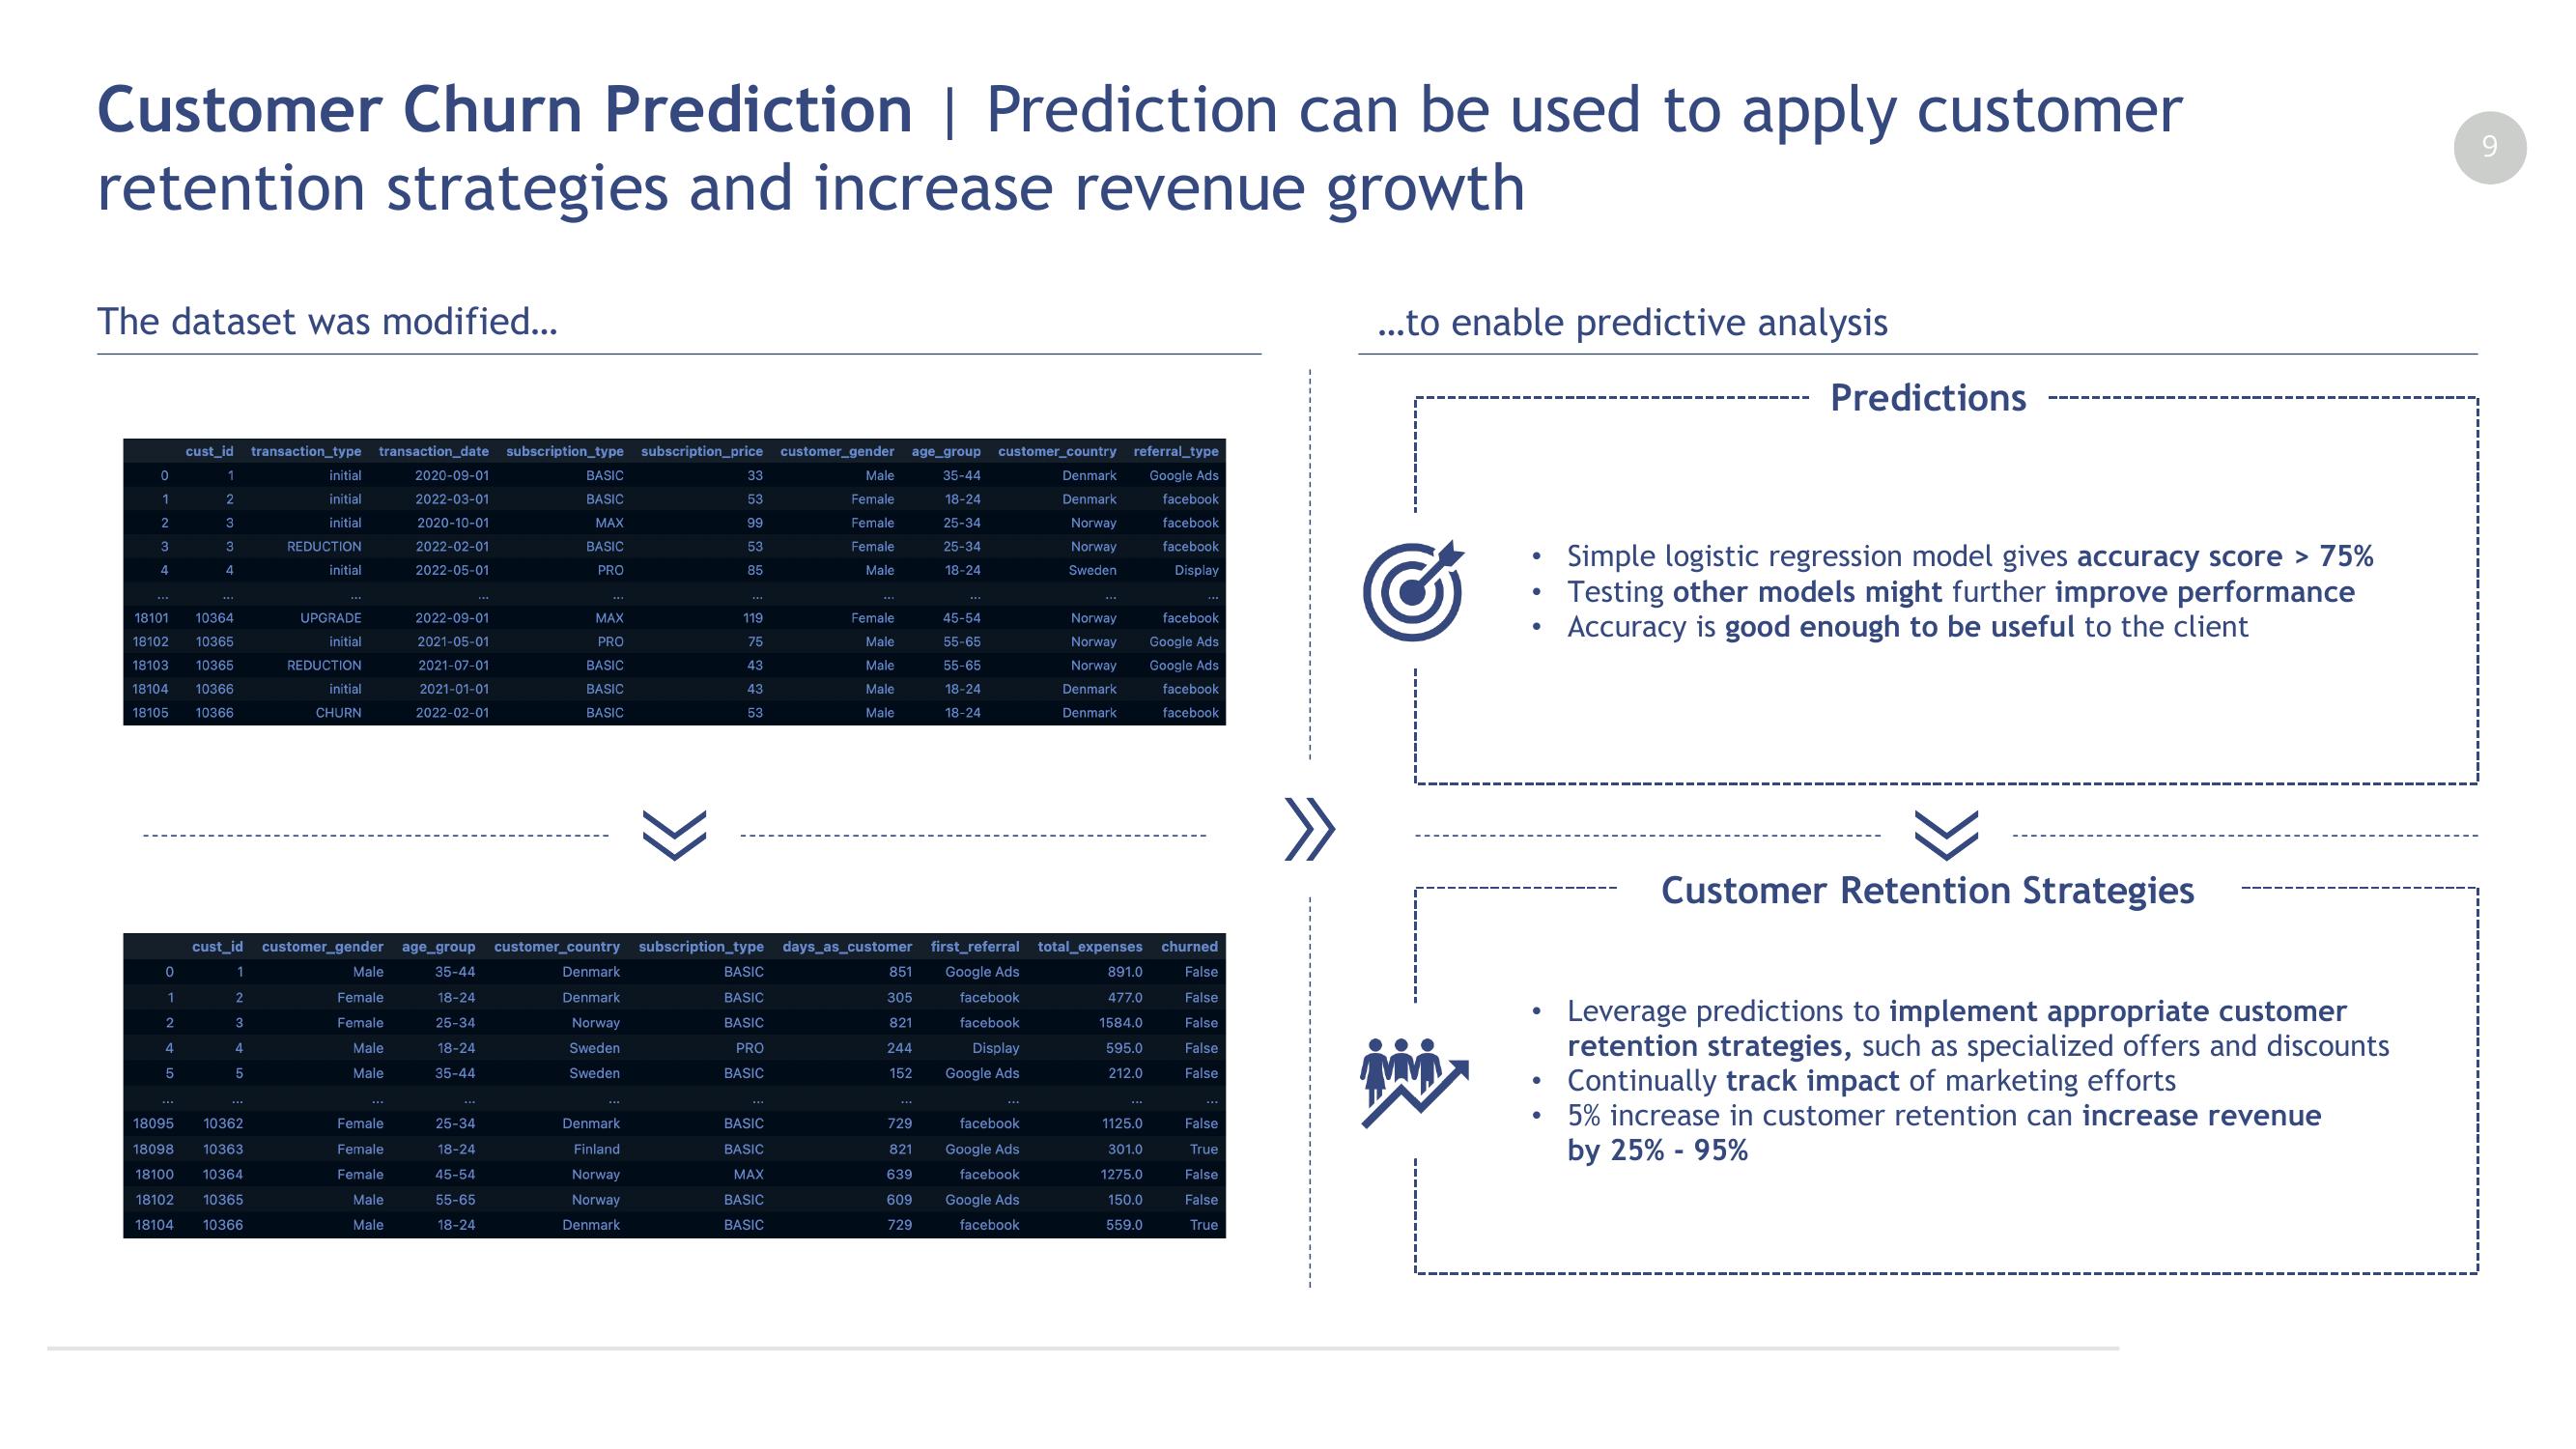 Customer Churn Prediction | Prediction can be used to apply customer
retention strategies and increase revenue growth
9
The dataset was modified…
cust_id transaction_type transaction_date subscription_type subscription_price customer_gender age_group customer_country referral_type
0 1 initial 2020-09-01 BASIC 33 Male 35-44 Denmark Google Ads
1 2 initial 2022-03-01 BASIC 53 Female 18-24 Denmark facebook
2 3 initial 2020-10-01 MAX 99 Female 25-34 Norway facebook
3 3 REDUCTION 2022-02-01 BASIC 53 Female 25-34 Norway facebook
4 4 initial 2022-05-01 PRO 85 Male 18-24 Sweden Display
... ... ... ... ... ... ... ... ... ...
18101 10364 UPGRADE 2022-09-01 MAX 119 Female 45-54 Norway facebook
18102 10365 initial 2021-05-01 PRO 75 Male 55-65 Norway Google Ads
18103 10365 REDUCTION 2021-07-01 BASIC 43 Male 55-65 Norway Google Ads
18104 10366 initial 2021-01-01 BASIC 43 Male 18-24 Denmark facebook
18105 10366 CHURN 2022-02-01 BASIC 53 Male 18-24 Denmark facebook
cust_id customer_gender age_group customer_country subscription_type days_as_customer first_referral total_expenses churned
0 1 Male 35-44 Denmark BASIC 851 Google Ads 891.0 False
1 2 Female 18-24 Denmark BASIC 305 facebook 477.0 False
2 3 Female 25-34 Norway BASIC 821 facebook 1584.0 False
4 4 Male 18-24 Sweden PRO 244 Display 595.0 False
5 5 Male 35-44 Sweden BASIC 152 Google Ads 212.0 False
... ... ... ... ... ... ... ... ... ...
18095 10362 Female 25-34 Denmark BASIC 729 facebook 1125.0 False
18098 10363 Female 18-24 Finland BASIC 821 Google Ads 301.0 True
18100 10364 Female 45-54 Norway MAX 639 facebook 1275.0 False
18102 10365 Male 55-65 Norway BASIC 609 Google Ads 150.0 False
18104 10366 Male 18-24 Denmark BASIC 729 facebook 559.0 True
…to enable predictive analysis
Predictions
• Simple logistic regression model gives accuracy score > 75%
• Testing other models might further improve performance
• Accuracy is good enough to be useful to the client
Customer Retention Strategies
• Leverage predictions to implement appropriate customer
retention strategies, such as specialized offers and discounts
• Continually track impact of marketing efforts
• 5% increase in customer retention can increase revenue
by 25% - 95%